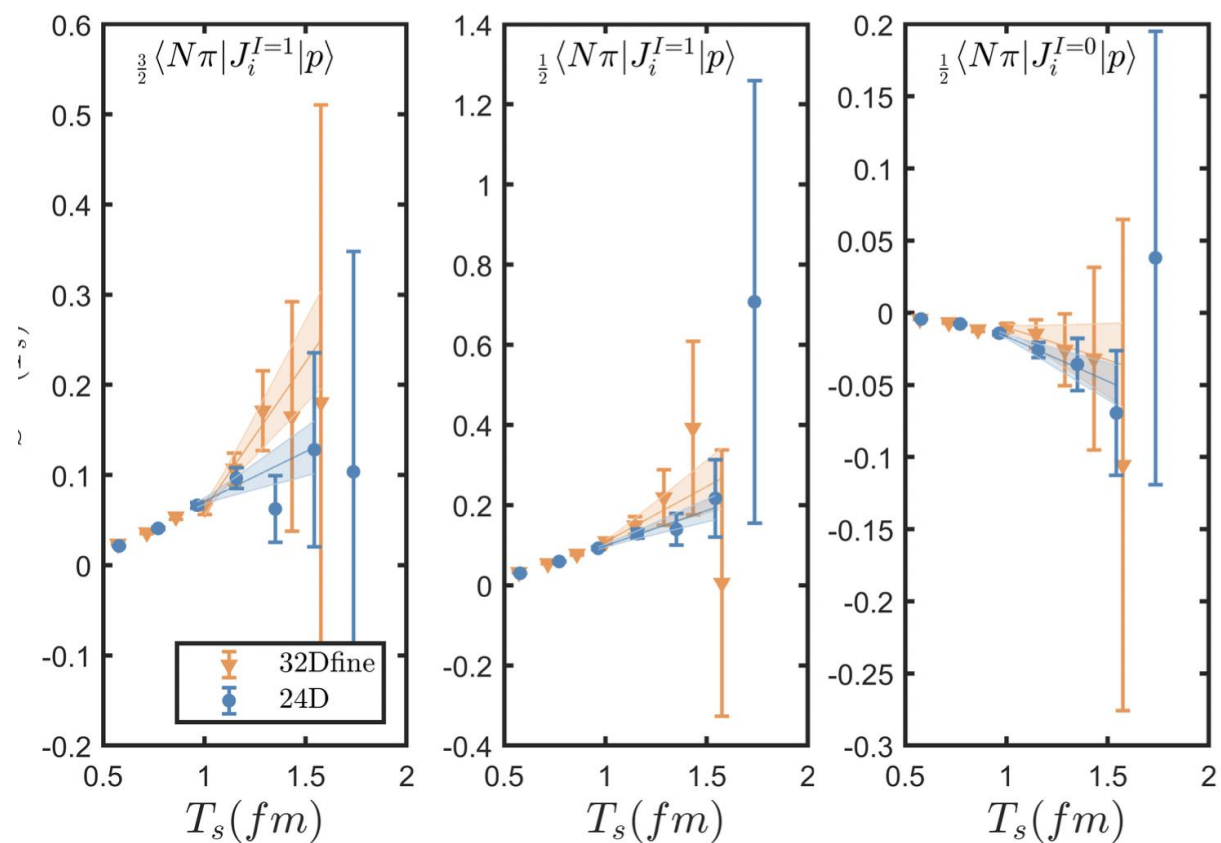 0.6
0.5
0.4
0.3
0.2
0.1
0
-0.1
-0.2
0.5 1 1.5 2
T_s(fm)
3/2⟨Nπ|J_i^{I=1}|p⟩
32Dfine
24D
1.4
1.2
1
0.8
0.6
0.4
0.2
0
-0.2
-0.4
0.5 1 1.5 2
T_s(fm)
1/2⟨Nπ|J_i^{I=1}|p⟩
0.2
0.15
0.1
0.05
0
-0.05
-0.1
-0.15
-0.2
-0.25
-0.3
0.5 1 1.5 2
T_s(fm)
1/2⟨Nπ|J_i^{I=0}|p⟩